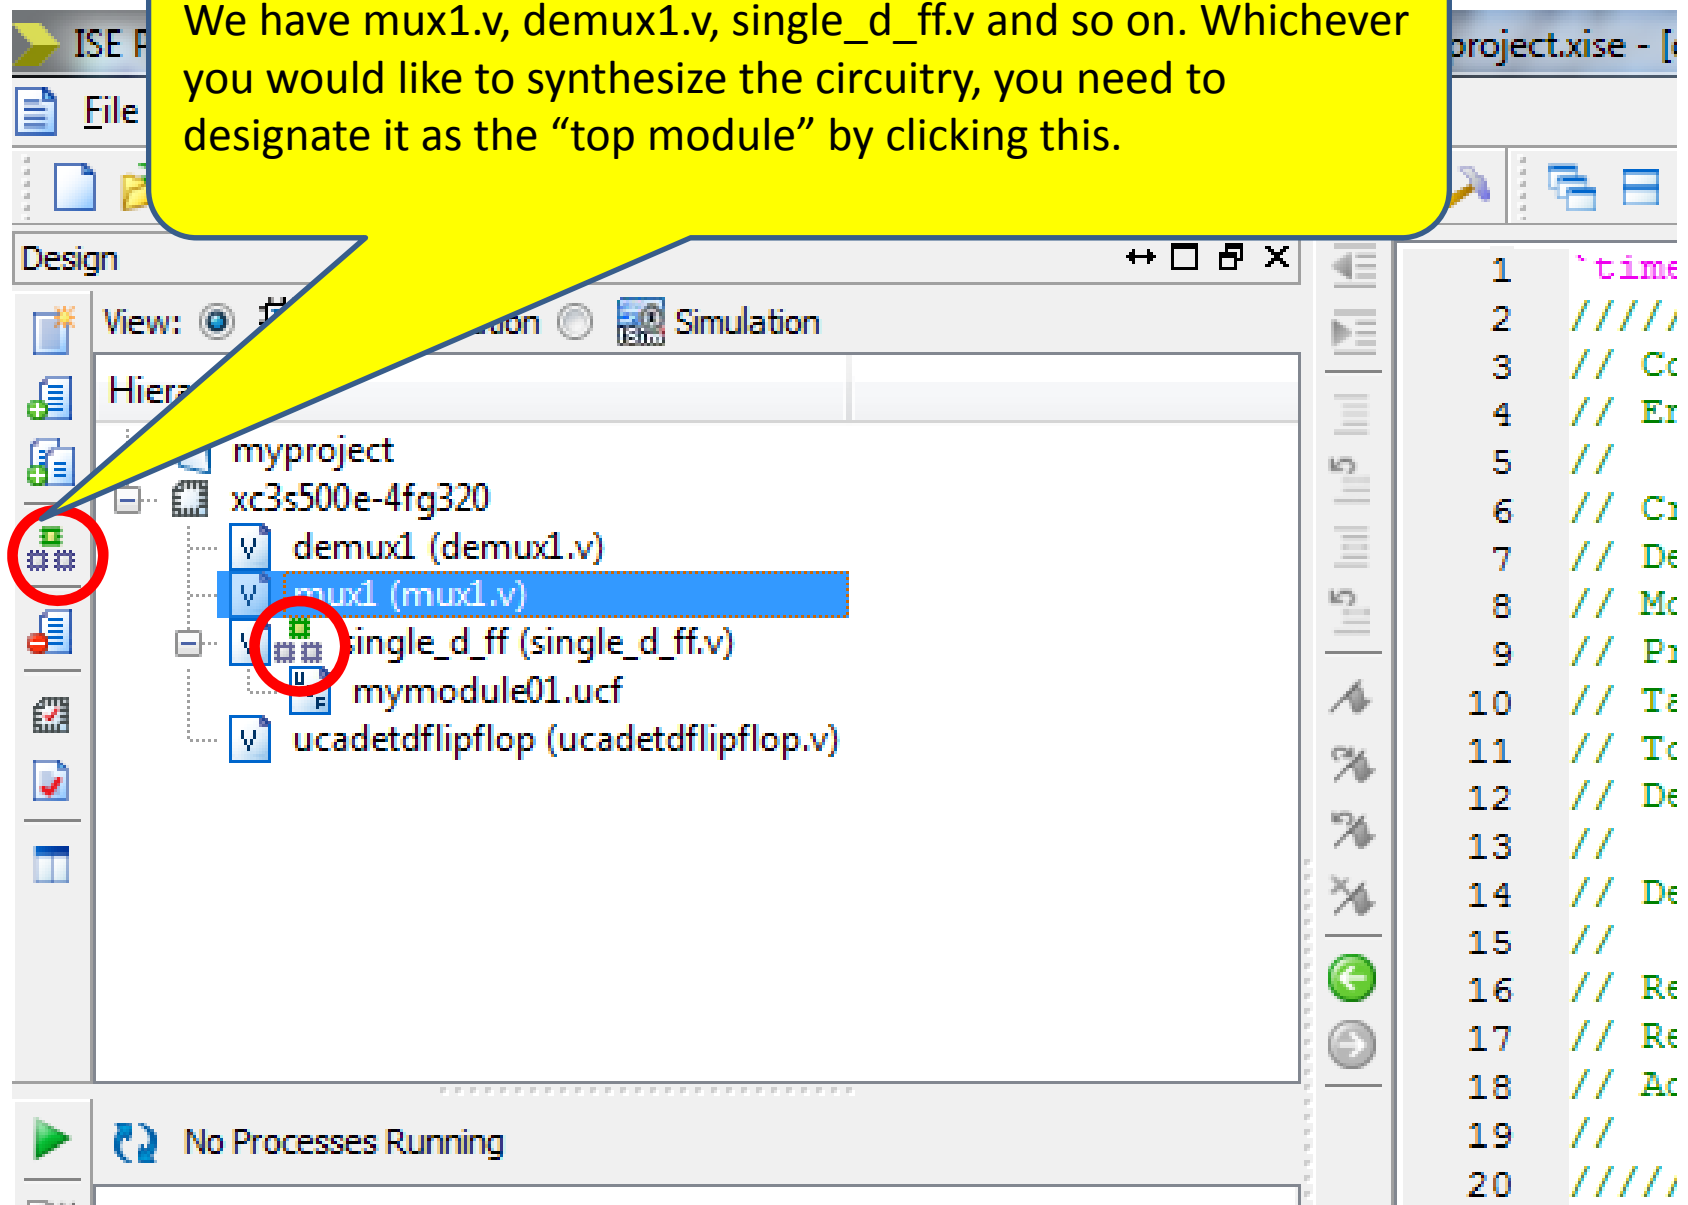 We have mux1.v, demux1.v, single_d_ff.v and so on. Whichever
you would like to synthesize the circuitry, you need to
designate it as the “top module” by clicking this.
ISE
project.xise - [
File
Design
View:
Simulation
myproject
xc3s500e-4fg320
demux1 (demux1.v)
mux1 (mux1.v)
single_d_ff (single_d_ff.v)
mymodule01.ucf
ucadetdflipflop (ucadetdflipflop.v)
No Processes Running
1 `time
2 /////
3 // Co
4 // En
5 //
6 // Cr
7 // De
8 // Mo
9 // Pr
10 // Ta
11 // To
12 // De
13 //
14 // De
15 //
16 // Re
17 // Re
18 // Ad
19 //
20 /////